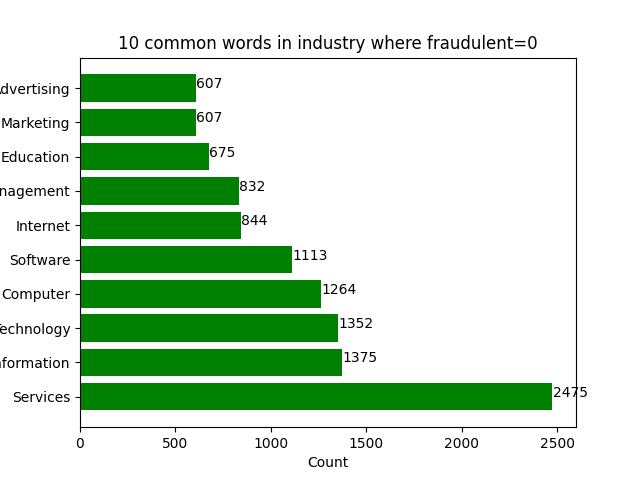 10 common words in industry where fraudulent=0
dvertising 607
Marketing 607
Education 675
nagement 832
Internet 844
Software 1113
Computer 1264
echnology 1352
nformation 1375
Services 2475
0 500 1000 1500 2000 2500
Count